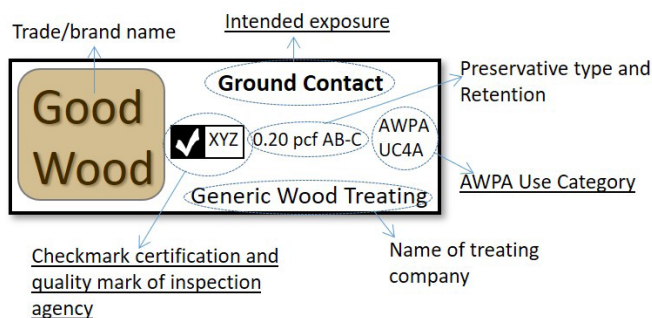 Trade/brand name
Intended exposure
Preservative type and
Retention
Good
Wood
Ground Contact
XYZ
0.20 pcf AB-C
AWPA
UC4A
Generic Wood Treating
AWPA Use Category
Checkmark certification and
quality mark of inspection
agency
Name of treating
company